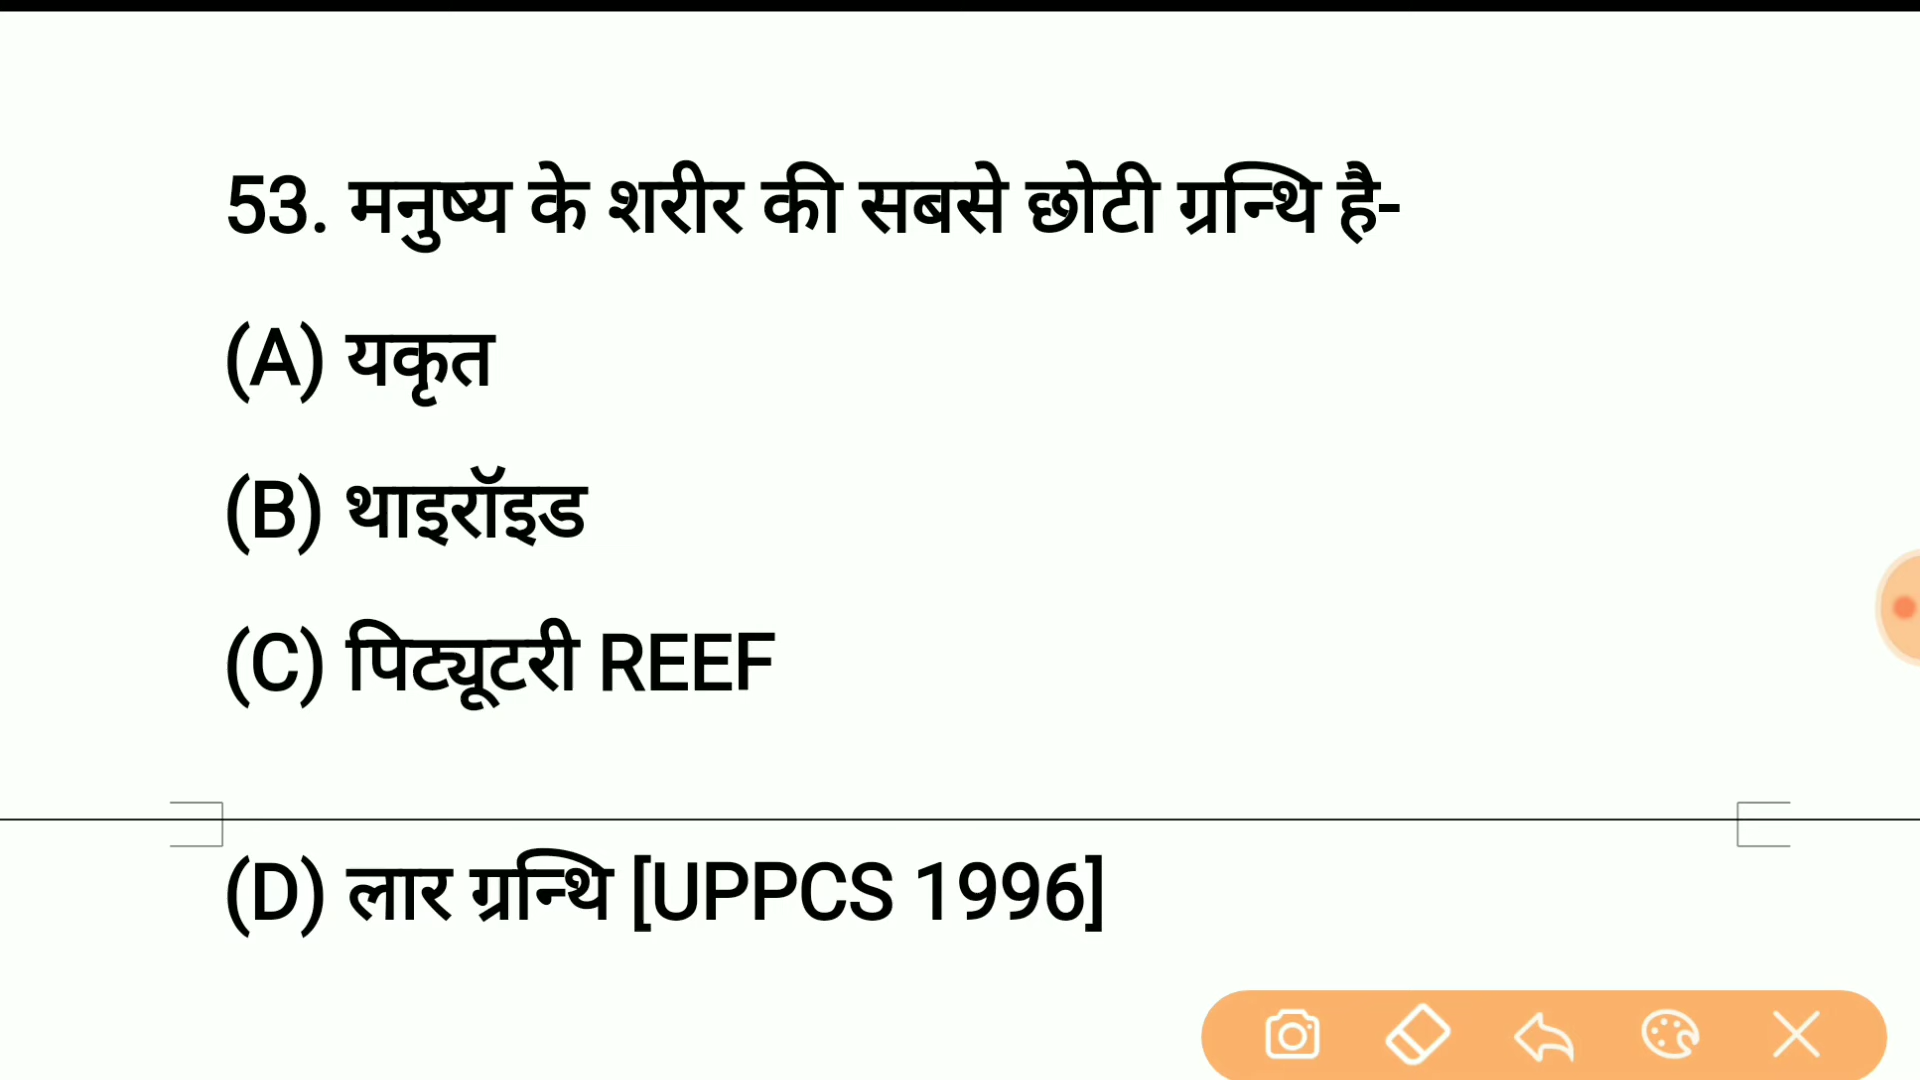 53. मनुष्य के शरीर की सबसे छोटी ग्रन्थि है-
(A) यकृत
(B) थाइरॉइड
(C) पिट्यूटरी REEF
(D) लार ग्रन्थि [UPPCS 1996]